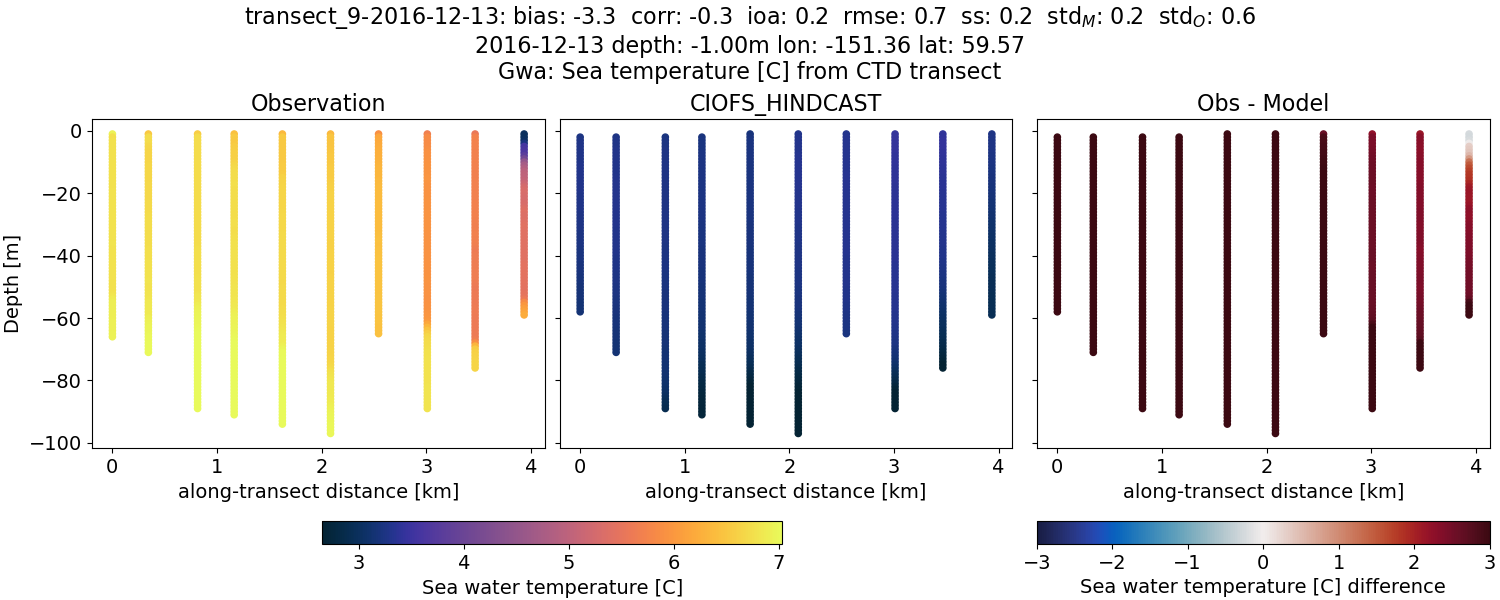 transect_9-2016-12-13: bias: -3.3  corr: -0.3  ioa: 0.2  rmse: 0.7  ss: 0.2  std_M: 0.2  std_O: 0.6
2016-12-13 depth: -1.00m lon: -151.36 lat: 59.57
Gwa: Sea temperature [C] from CTD transect
Observation
CIOFS_HINDCAST
Obs - Model
Depth [m]
0
−20
−40
−60
−80
−100
0 1 2 3 4
0 1 2 3 4
0 1 2 3 4
along-transect distance [km]
along-transect distance [km]
along-transect distance [km]
3 4 5 6 7
Sea water temperature [C]
−3 −2 −1 0 1 2 3
Sea water temperature [C] difference